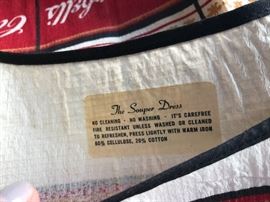 Campbell's
The Souper Dress
NO CLEANING - NO WASHING - IT'S CAREFREE
FIRE RESISTANT UNLESS WASHED OR CLEANED
TO REFRESHEN, PRESS LIGHTLY WITH WARM IRON
80% CELLULOSE, 20% COTTON